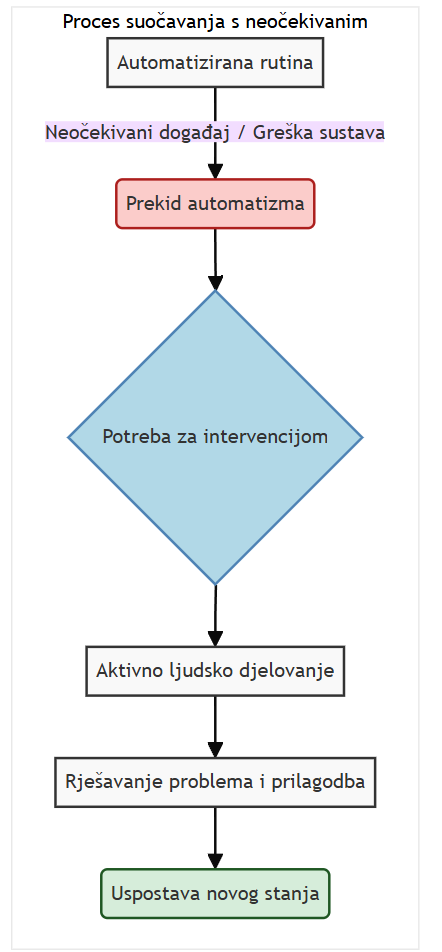 Proces suočavanja s neočekivanim
Automatizirana rutina
Neočekivani događaj / Greška sustava
Prekid automatizma
Potreba za intervencijom
Aktivno ljudsko djelovanje
Rješavanje problema i prilagodba
Uspostava novog stanja